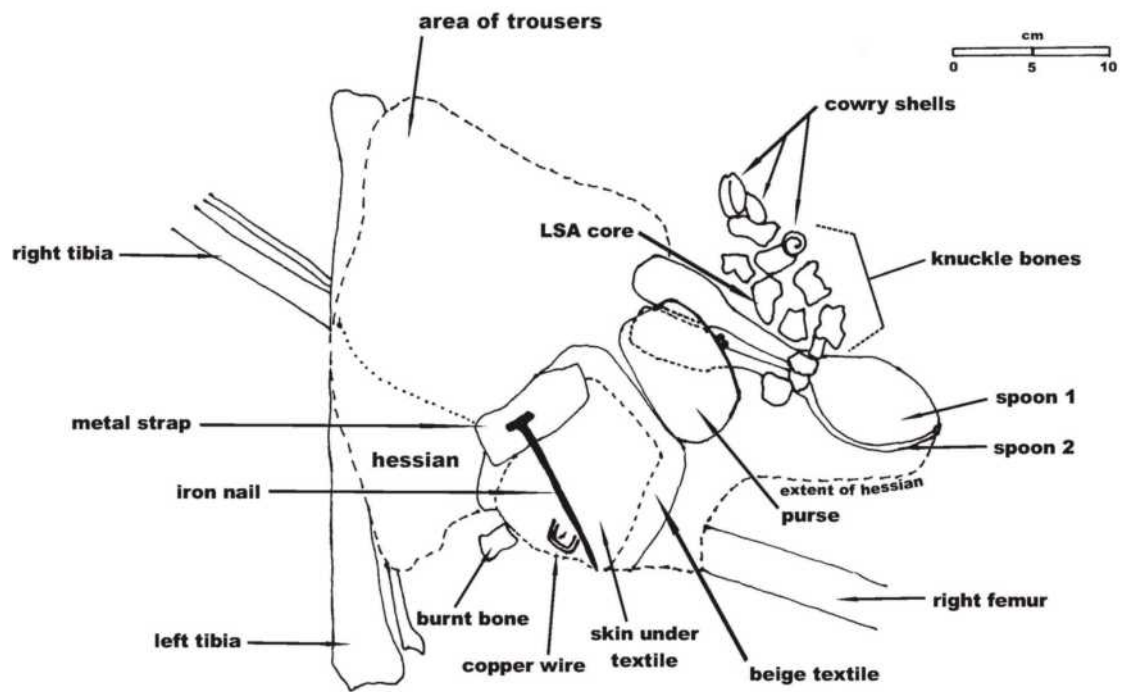 area of trousers
cm
0 5 10
cowry shells
LSA core
right tibia
knuckle bones
metal strap
spoon 1
hessian
spoon 2
iron nail
extent of hessian
purse
burnt bone
right femur
left tibia
skin under
textile
copper wire
beige textile